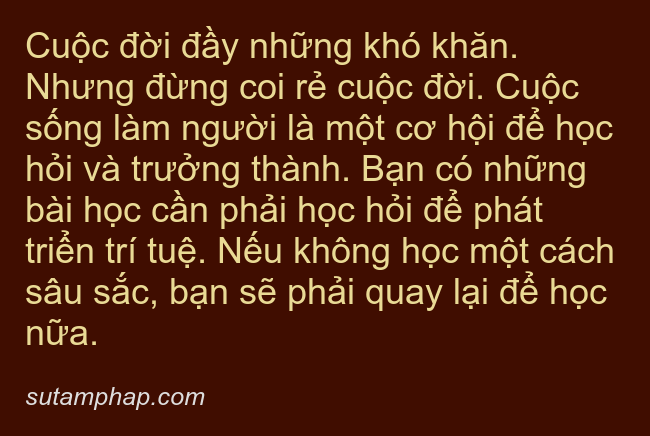 Cuộc đời đầy những khó khăn.
Nhưng đừng coi rẻ cuộc đời. Cuộc
sống làm người là một cơ hội để học
hỏi và trưởng thành. Bạn có những
bài học cần phải học hỏi để phát
triển trí tuệ. Nếu không học một cách
sâu sắc, bạn sẽ phải quay lại để học
nữa.
sutamphap.com